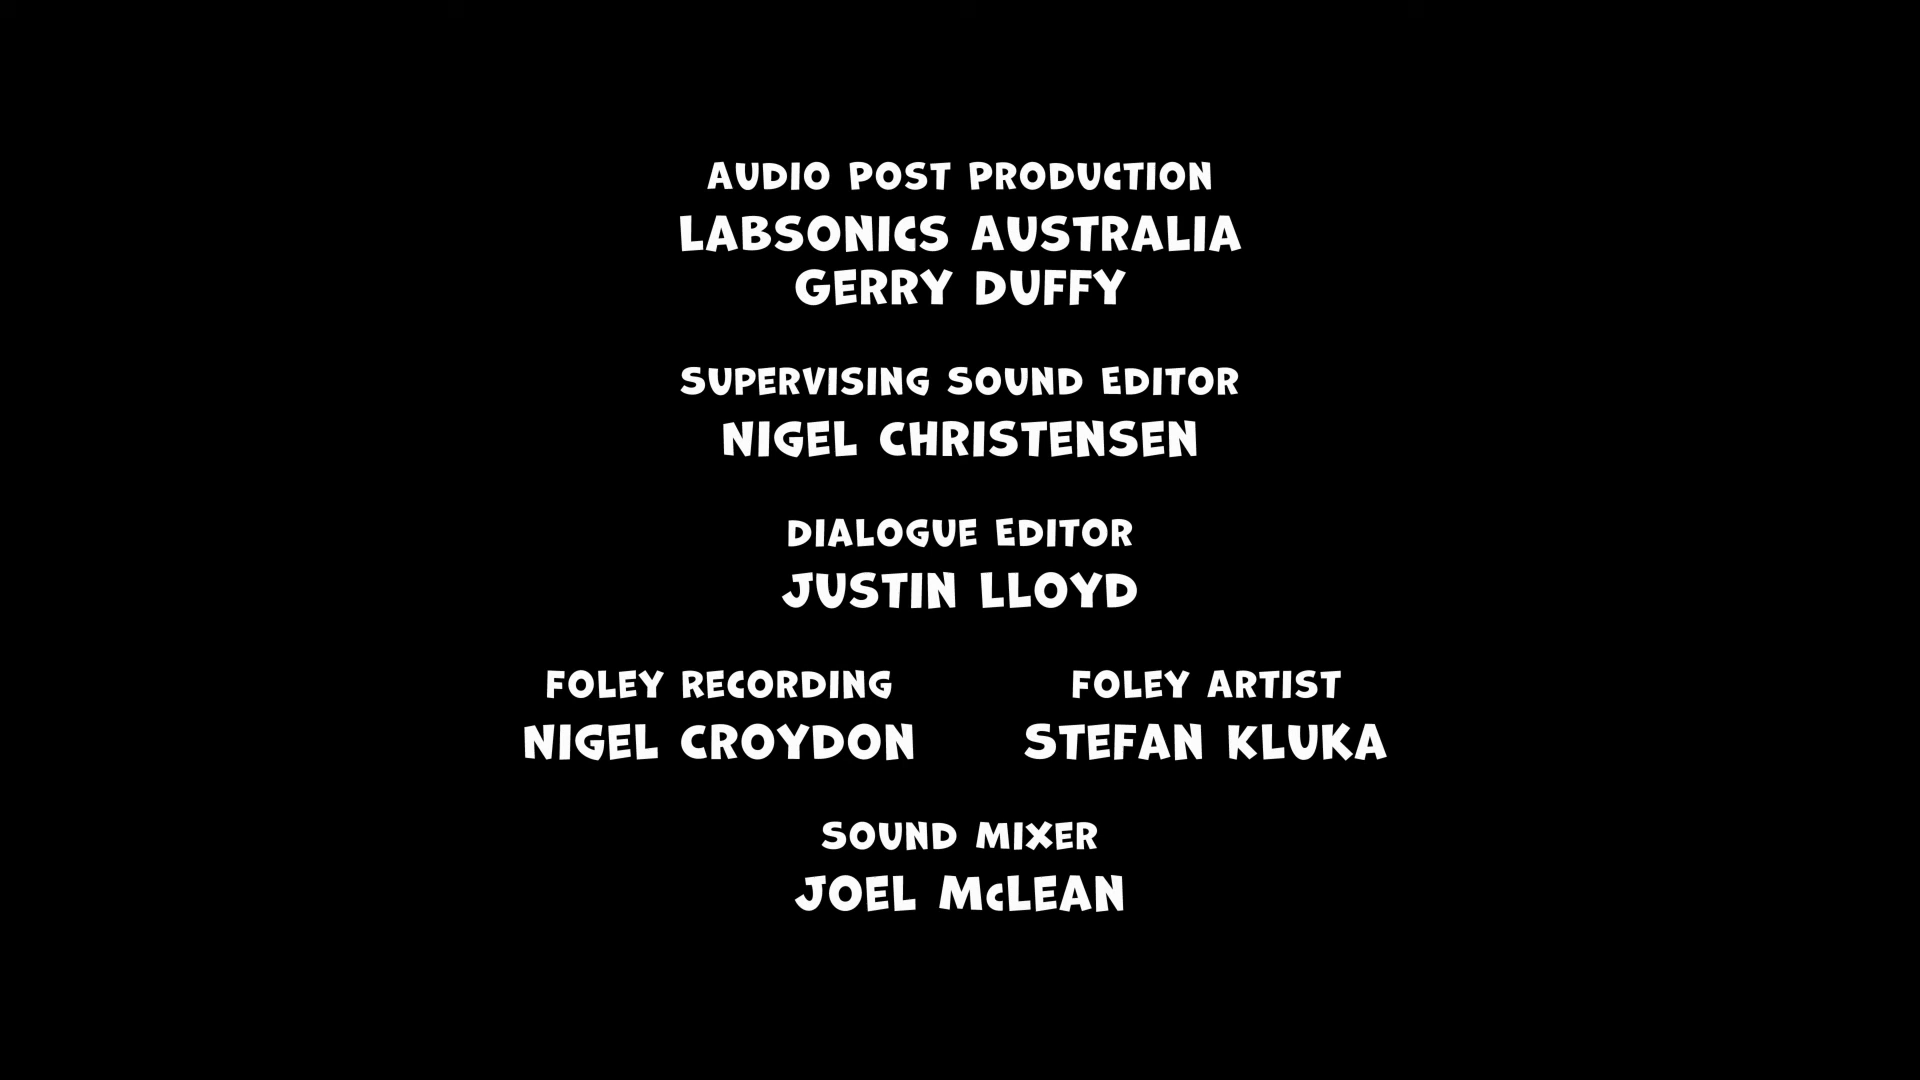 AUDIO POST PRODUCTION
LABSONICS AUSTRALIA
GERRY DUFFY
SUPERVISING SOUND EDITOR
NIGEL CHRISTENSEN
DIALOGUE EDITOR
JUSTIN LLOYD
FOLEY RECORDING
NIGEL CROYDON
FOLEY ARTIST
STEFAN KLUKA
SOUND MIXER
JOEL McLEAN